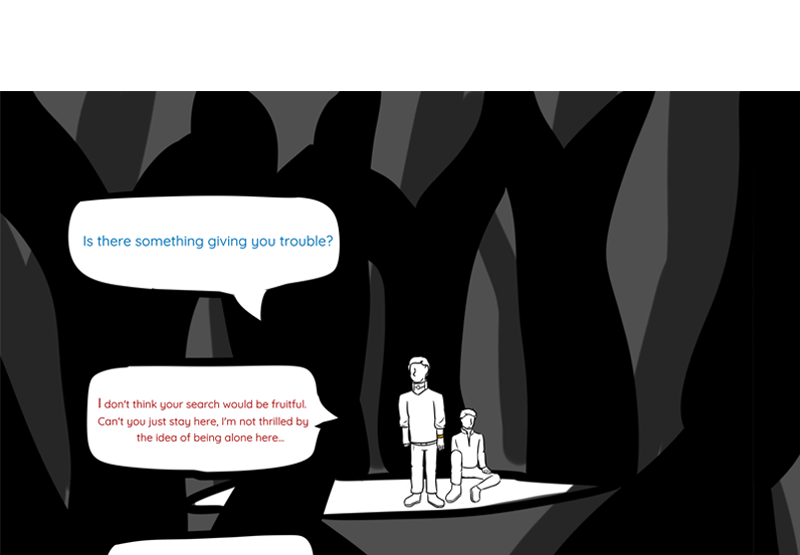 Is there something giving you trouble?
I don't think your search would be fruitful.
Can't you just stay here, I'm not thrilled by
the idea of being alone here...